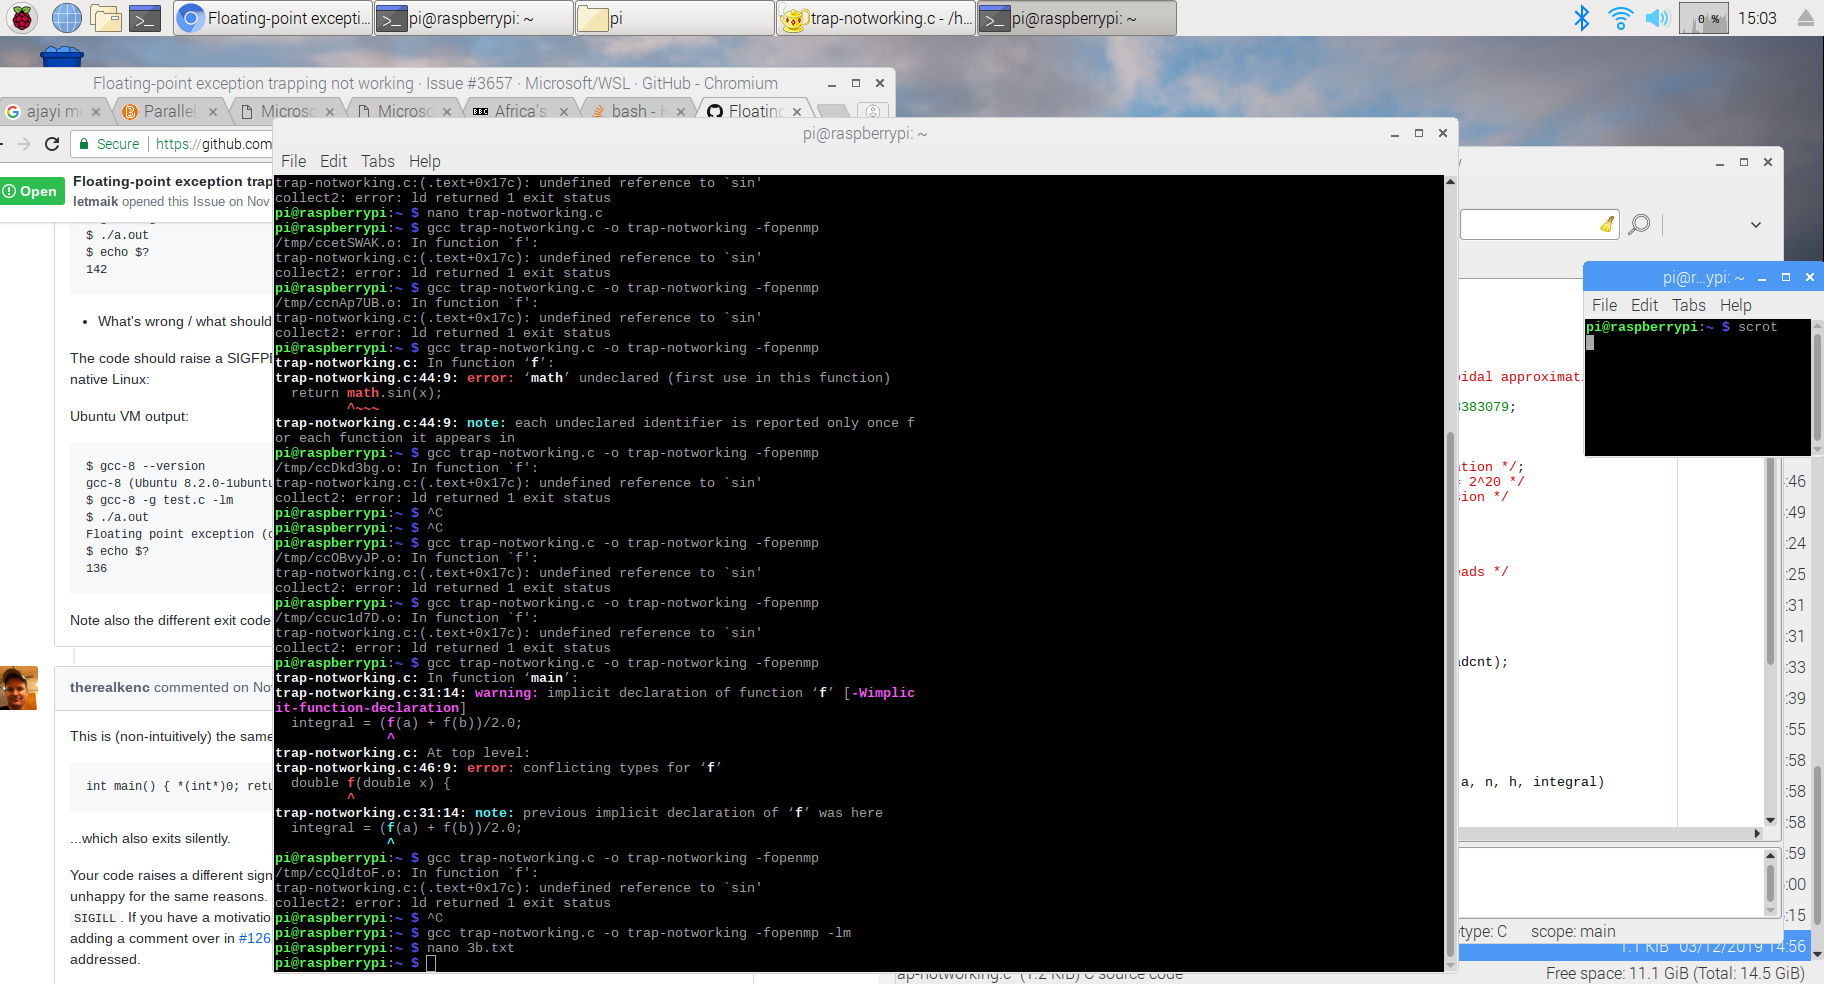 Floating-point excepti...
pi@raspberrypi: ~
pi
trap-notworking.c - /h...
pi@raspberrypi: ~
0 %
15:03
Floating-point exception trapping not working · Issue #3657 · Microsoft/WSL · GitHub - Chromium
ajayi m
Parallel
Microso
Microso
BBC
Africa's
bash -
Floating
Secure
https://github.com
Open
Floating-point exception trap
letmaik opened this Issue on Nov
$ ./a.out
$ echo $?
142
• What's wrong / what should
The code should raise a SIGFP
native Linux:
Ubuntu VM output:
$ gcc-8 --version
gcc-8 (Ubuntu 8.2.0-1ubuntu
$ gcc-8 -g test.c -lm
$ ./a.out
Floating point exception (c
$ echo $?
136
Note also the different exit code
therealkenc commented on No
This is (non-intuitively) the same
int main() { *(int*)0; retu
...which also exits silently.
Your code raises a different sign
unhappy for the same reasons.
SIGILL. If you have a motivatio
adding a comment over in #126
addressed.
pi@raspberrypi: ~
File Edit Tabs Help
trap-notworking.c:(.text+0x17c): undefined reference to `sin'
collect2: error: ld returned 1 exit status
pi@raspberrypi:~ $ nano trap-notworking.c
pi@raspberrypi:~ $ gcc trap-notworking.c -o trap-notworking -fopenmp
/tmp/ccetSWAK.o: In function `f':
trap-notworking.c:(.text+0x17c): undefined reference to `sin'
collect2: error: ld returned 1 exit status
pi@raspberrypi:~ $ gcc trap-notworking.c -o trap-notworking -fopenmp
/tmp/ccnAp7UB.o: In function `f':
trap-notworking.c:(.text+0x17c): undefined reference to `sin'
collect2: error: ld returned 1 exit status
pi@raspberrypi:~ $ gcc trap-notworking.c -o trap-notworking -fopenmp
trap-notworking.c: In function ‘f’:
trap-notworking.c:44:9: error: ‘math’ undeclared (first use in this function)
return math.sin(x);
^~~~
trap-notworking.c:44:9: note: each undeclared identifier is reported only once f
or each function it appears in
pi@raspberrypi:~ $ gcc trap-notworking.c -o trap-notworking -fopenmp
/tmp/ccDkd3bg.o: In function `f':
trap-notworking.c:(.text+0x17c): undefined reference to `sin'
collect2: error: ld returned 1 exit status
pi@raspberrypi:~ $ ^C
pi@raspberrypi:~ $ ^C
pi@raspberrypi:~ $ gcc trap-notworking.c -o trap-notworking -fopenmp
/tmp/ccOBvyJP.o: In function `f':
trap-notworking.c:(.text+0x17c): undefined reference to `sin'
collect2: error: ld returned 1 exit status
pi@raspberrypi:~ $ gcc trap-notworking.c -o trap-notworking -fopenmp
/tmp/ccuc1d7D.o: In function `f':
trap-notworking.c:(.text+0x17c): undefined reference to `sin'
collect2: error: ld returned 1 exit status
pi@raspberrypi:~ $ gcc trap-notworking.c -o trap-notworking -fopenmp
trap-notworking.c: In function ‘main’:
trap-notworking.c:31:14: warning: implicit declaration of function ‘f’ [-Wimplic
it-function-declaration]
integral = (f(a) + f(b))/2.0;
^
trap-notworking.c: At top level:
trap-notworking.c:46:9: error: conflicting types for ‘f’
double f(double x) {
^
trap-notworking.c:31:14: note: previous implicit declaration of ‘f’ was here
integral = (f(a) + f(b))/2.0;
^
pi@raspberrypi:~ $ gcc trap-notworking.c -o trap-notworking -fopenmp
/tmp/ccQldtoF.o: In function `f':
trap-notworking.c:(.text+0x17c): undefined reference to `sin'
collect2: error: ld returned 1 exit status
pi@raspberrypi:~ $ ^C
pi@raspberrypi:~ $ gcc trap-notworking.c -o trap-notworking -fopenmp -lm
pi@raspberrypi:~ $ nano 3b.txt
pi@raspberrypi:~ $
pi@r...ypi: ~
File Edit Tabs Help
pi@raspberrypi:~ $ scrot
oidal approximati
383079;
ation */;
= 2^20 */
sion */
eads */
adcnt);
a, n, h, integral)
:46
:49
:24
:25
:31
:31
:33
:39
:55
:58
:58
:58
:59
:00
:15
etype: C scope: main
1.1 KiB 03/12/2019 14:56
ap-notworking.c" (1.2 KiB) C source code
Free space: 11.1 GiB (Total: 14.5 GiB)